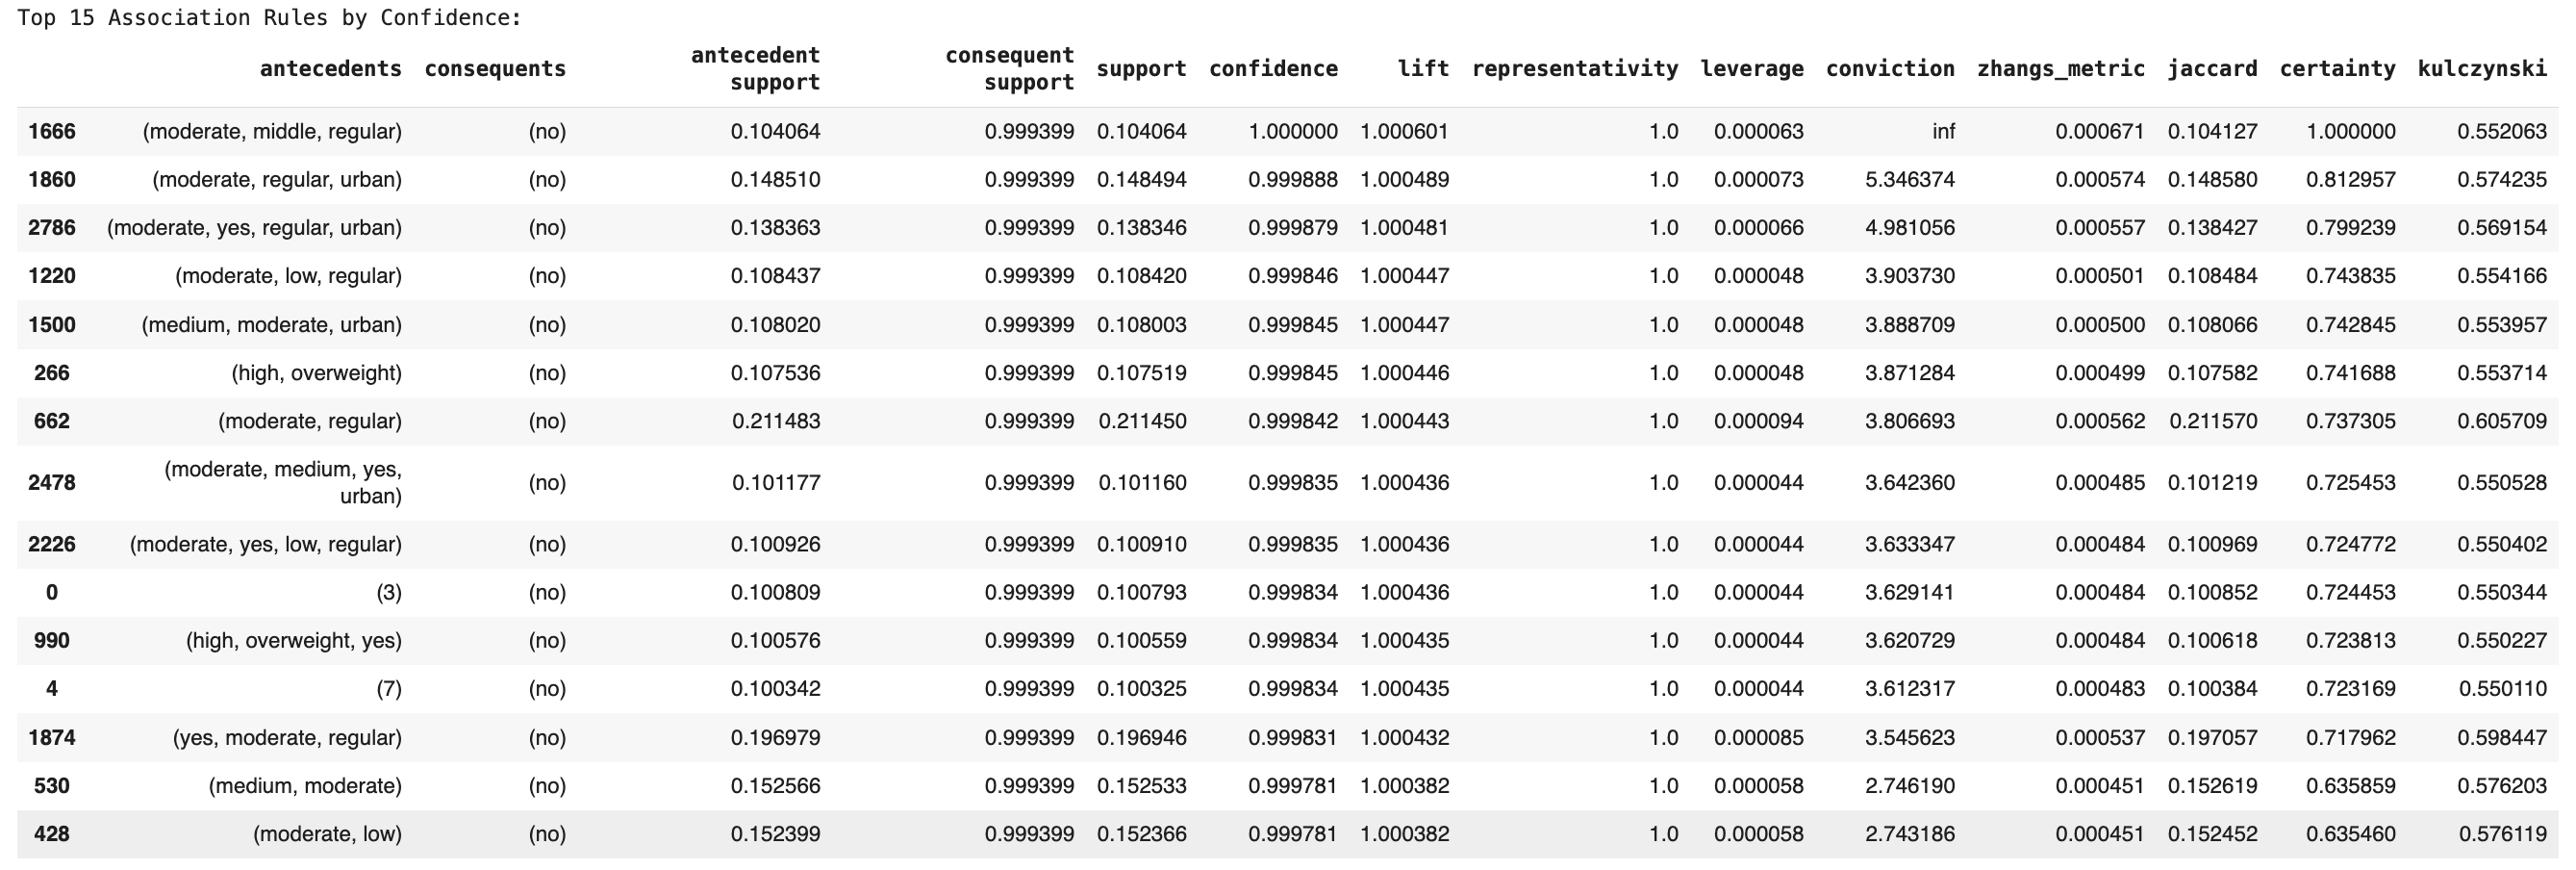 Top 15 Association Rules by Confidence:
antecedents consequents antecedent support consequent support support confidence lift representativity leverage conviction zhangs_metric jaccard certainty kulczynski
1666 (moderate, middle, regular) (no) 0.104064 0.999399 0.104064 1.000000 1.000601 1.0 0.000063 inf 0.000671 0.104127 1.000000 0.552063
1860 (moderate, regular, urban) (no) 0.148510 0.999399 0.148494 0.999888 1.000489 1.0 0.000073 5.346374 0.000574 0.148580 0.812957 0.574235
2786 (moderate, yes, regular, urban) (no) 0.138363 0.999399 0.138346 0.999879 1.000481 1.0 0.000066 4.981056 0.000557 0.138427 0.799239 0.569154
1220 (moderate, low, regular) (no) 0.108437 0.999399 0.108420 0.999846 1.000447 1.0 0.000048 3.903730 0.000501 0.108484 0.743835 0.554166
1500 (medium, moderate, urban) (no) 0.108020 0.999399 0.108003 0.999845 1.000447 1.0 0.000048 3.888709 0.000500 0.108066 0.742845 0.553957
266 (high, overweight) (no) 0.107536 0.999399 0.107519 0.999845 1.000446 1.0 0.000048 3.871284 0.000499 0.107582 0.741688 0.553714
662 (moderate, regular) (no) 0.211483 0.999399 0.211450 0.999842 1.000443 1.0 0.000094 3.806693 0.000562 0.211570 0.737305 0.605709
2478 (moderate, medium, yes, urban) (no) 0.101177 0.999399 0.101160 0.999835 1.000436 1.0 0.000044 3.642360 0.000485 0.101219 0.725453 0.550528
2226 (moderate, yes, low, regular) (no) 0.100926 0.999399 0.100910 0.999835 1.000436 1.0 0.000044 3.633347 0.000484 0.100969 0.724772 0.550402
0 (3) (no) 0.100809 0.999399 0.100793 0.999834 1.000436 1.0 0.000044 3.629141 0.000484 0.100852 0.724453 0.550344
990 (high, overweight, yes) (no) 0.100576 0.999399 0.100559 0.999834 1.000435 1.0 0.000044 3.620729 0.000484 0.100618 0.723813 0.550227
4 (7) (no) 0.100342 0.999399 0.100325 0.999834 1.000435 1.0 0.000044 3.612317 0.000483 0.100384 0.723169 0.550110
1874 (yes, moderate, regular) (no) 0.196979 0.999399 0.196946 0.999831 1.000432 1.0 0.000085 3.545623 0.000537 0.197057 0.717962 0.598447
530 (medium, moderate) (no) 0.152566 0.999399 0.152533 0.999781 1.000382 1.0 0.000058 2.746190 0.000451 0.152619 0.635859 0.576203
428 (moderate, low) (no) 0.152399 0.999399 0.152366 0.999781 1.000382 1.0 0.000058 2.743186 0.000451 0.152452 0.635460 0.576119